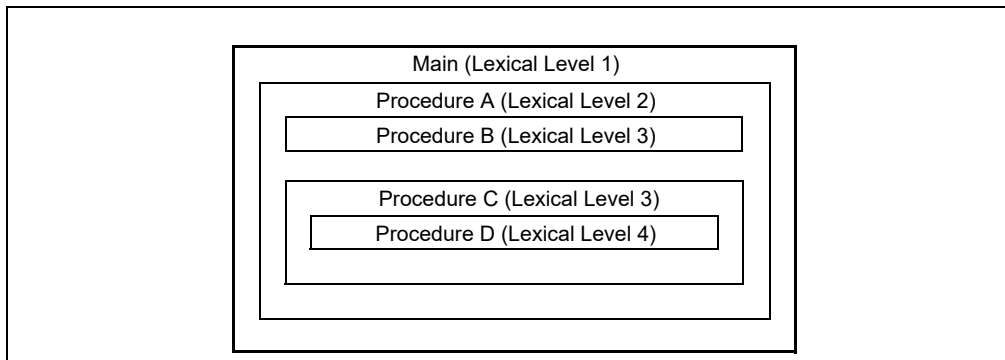 Main (Lexical Level 1)
Procedure A (Lexical Level 2)
Procedure B (Lexical Level 3)
Procedure C (Lexical Level 3)
Procedure D (Lexical Level 4)